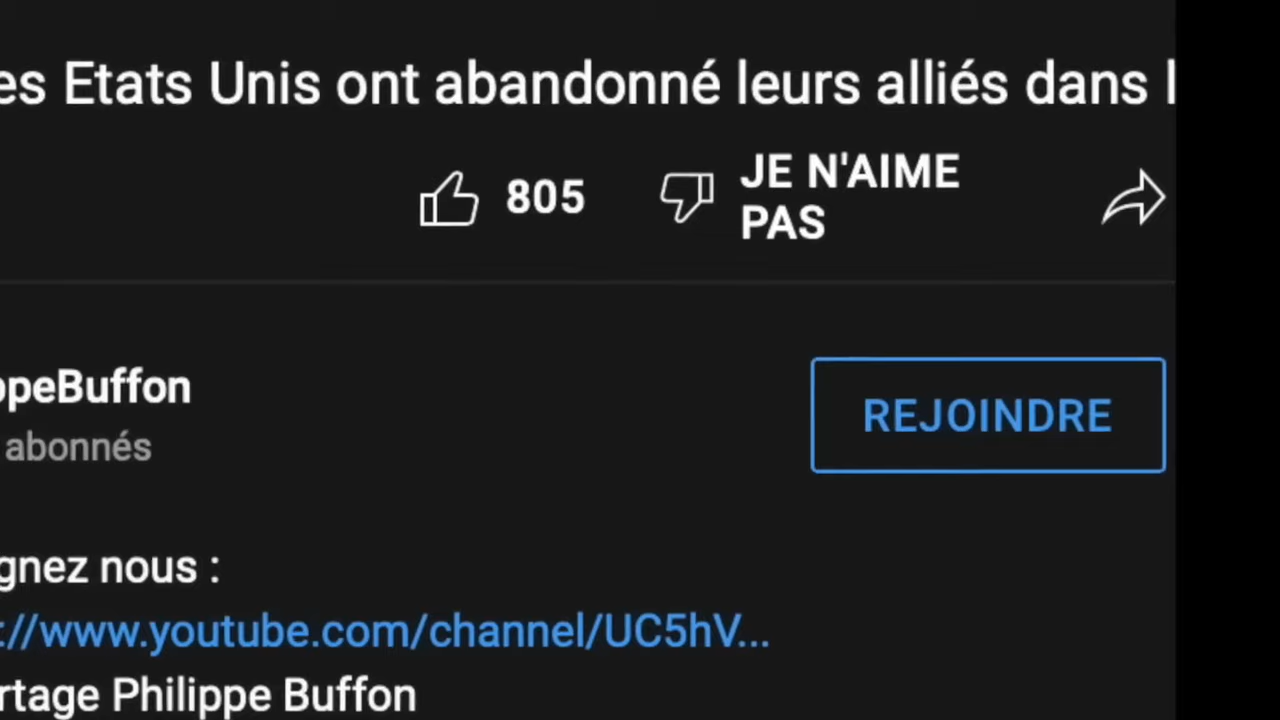 es Etats Unis ont abandonné leurs alliés dans l
805
JE N'AIME
PAS
ppeBuffon
abonnés
REJOINDRE
gnez nous :
://www.youtube.com/channel/UC5hV...
rtage Philippe Buffon